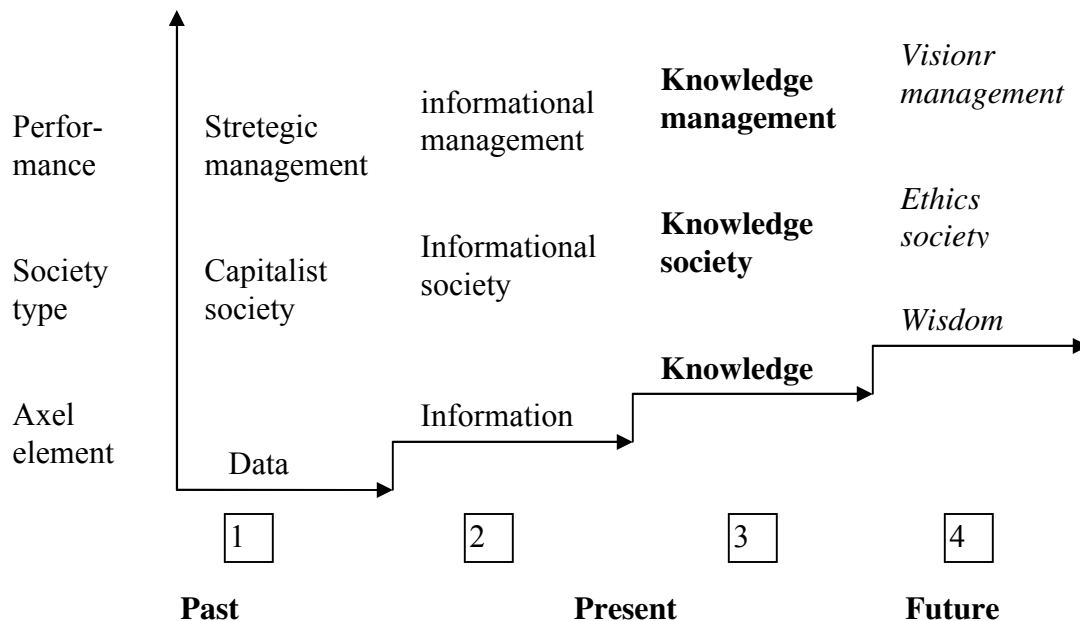 Perfor-
mance
Stretegic
management
informational
management
Knowledge
management
Visionr
management
Society
type
Capitalist
society
Informational
society
Knowledge
society
Ethics
society
Axel
element
Data
Information
Knowledge
Wisdom
1
2
3
4
Past
Present
Future